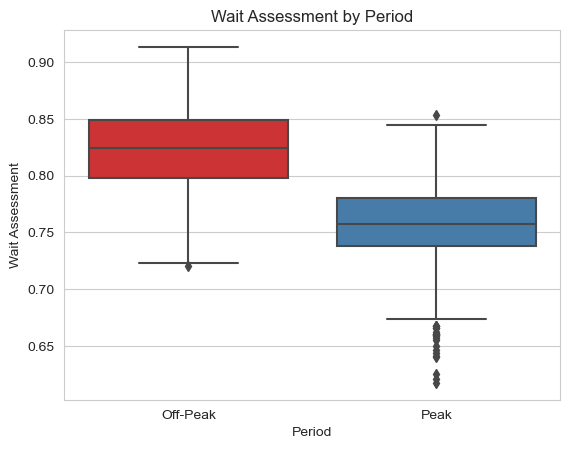 Wait Assessment by Period
Wait Assessment
0.90
0.85
0.80
0.75
0.70
0.65
Off-Peak
Peak
Period